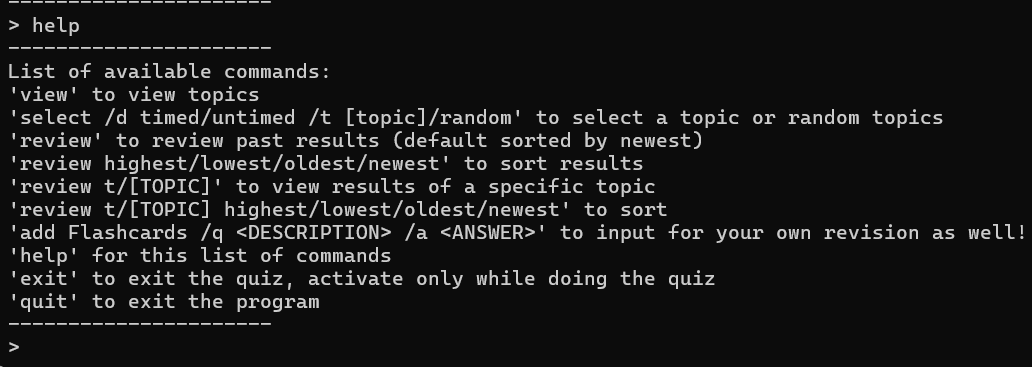 ----------------------
> help
----------------------
List of available commands:
'view' to view topics
'select /d timed/untimed /t [topic]/random' to select a topic or random topics
'review' to review past results (default sorted by newest)
'review highest/lowest/oldest/newest' to sort results
'review t/[TOPIC]' to view results of a specific topic
'review t/[TOPIC] highest/lowest/oldest/newest' to sort
'add Flashcards /q <DESCRIPTION> /a <ANSWER>' to input for your own revision as well!
'help' for this list of commands
'exit' to exit the quiz, activate only while doing the quiz
'quit' to exit the program
----------------------
>